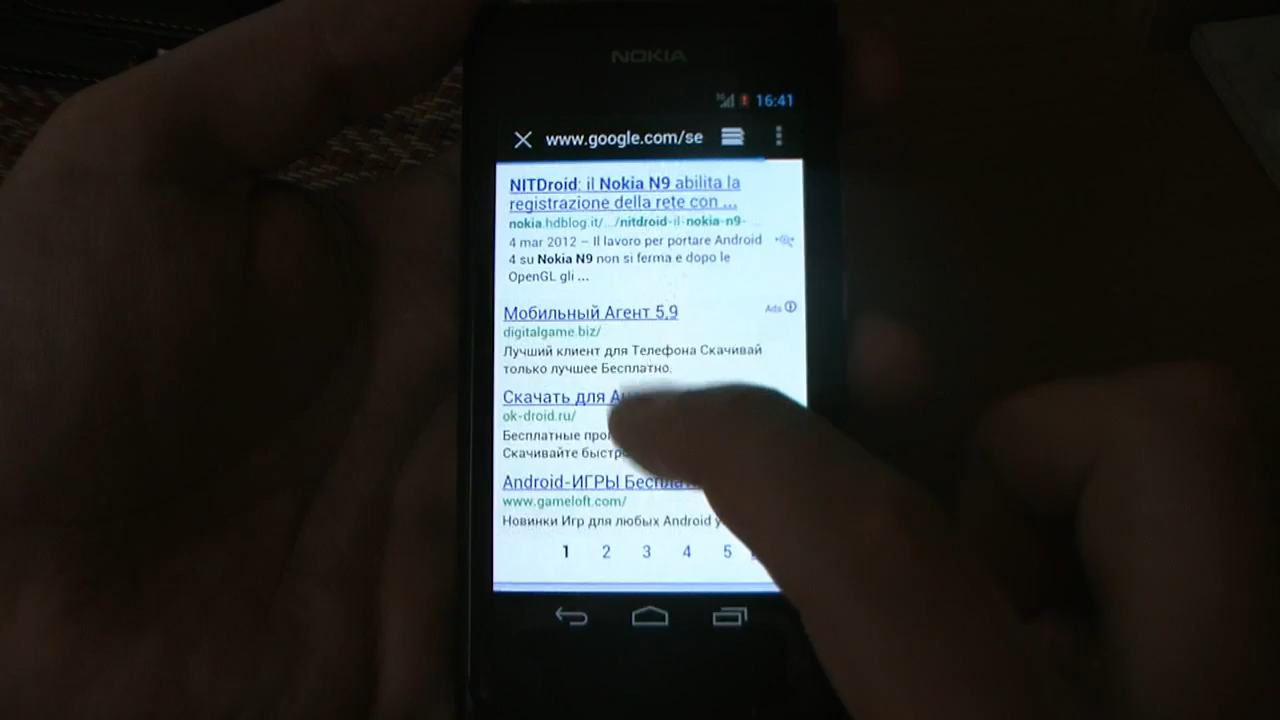 NOKIA
3G 16:41
www.google.com/se
NITDroid: il Nokia N9 abilita la
registrazione della rete con ...
nokia.hdblog.it/.../nitdroid-il-nokia-n9-...
4 mar 2012 – Il lavoro per portare Android
4 su Nokia N9 non si ferma e dopo le
OpenGL gli ...
Мобильный Агент 5,9
Ads
digitalgame.biz/
Лучший клиент для Телефона Скачивай
только лучшее Бесплатно.
Скачать для
ok-droid.ru/
Бесплатные
Скачивайте
Android-ИГРЫ
www.gameloft.com/
Новинки Игр для любых Android
1 2 3 4 5